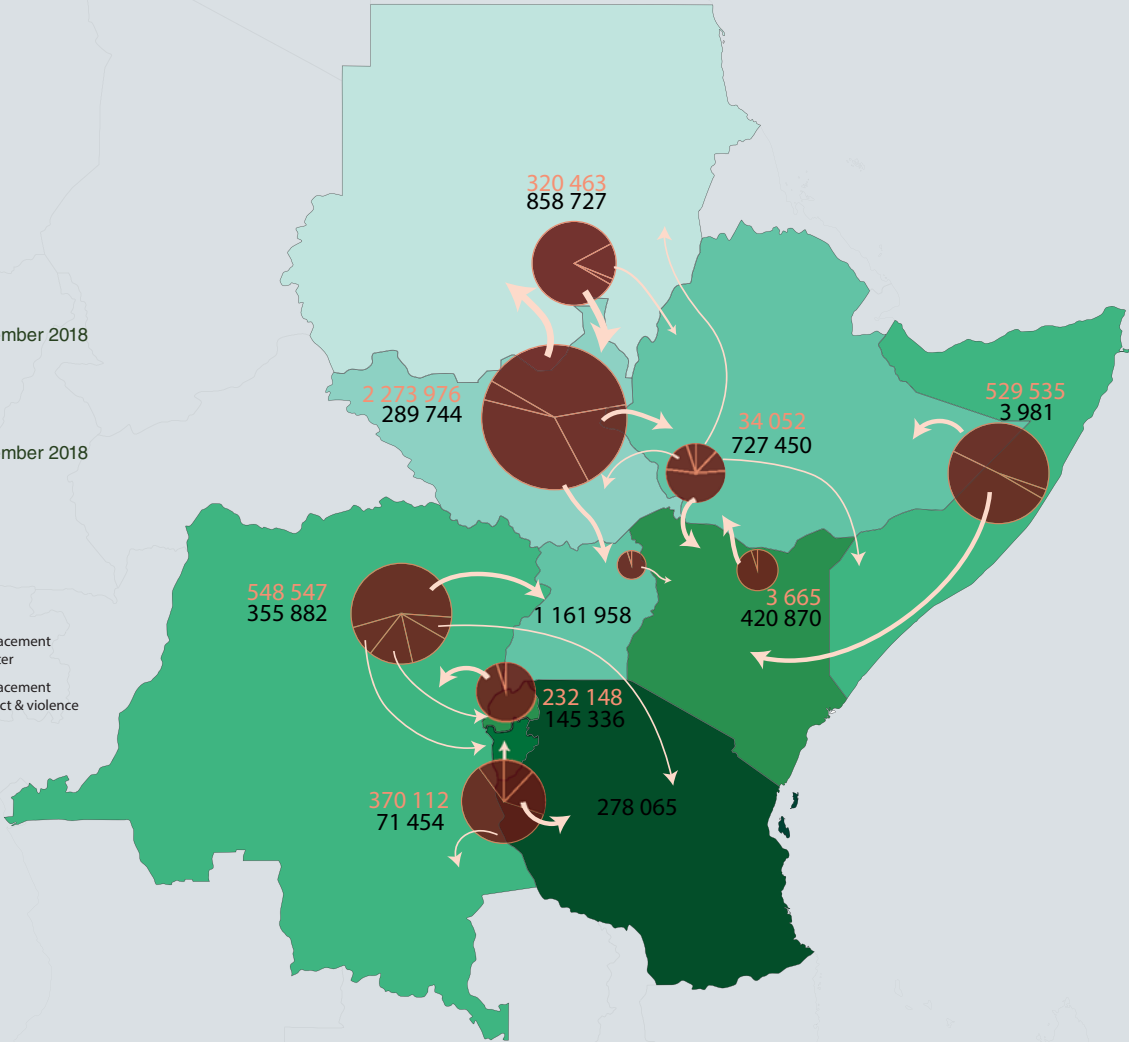 320 463
858 727
mber 2018
2 273 976
289 744
529 535
3 981
34 052
727 450
mber 2018
548 547
355 882
1 161 958
3 665
420 870
acement
ter
acement
ct & violence
232 148
145 336
370 112
71 454
278 065